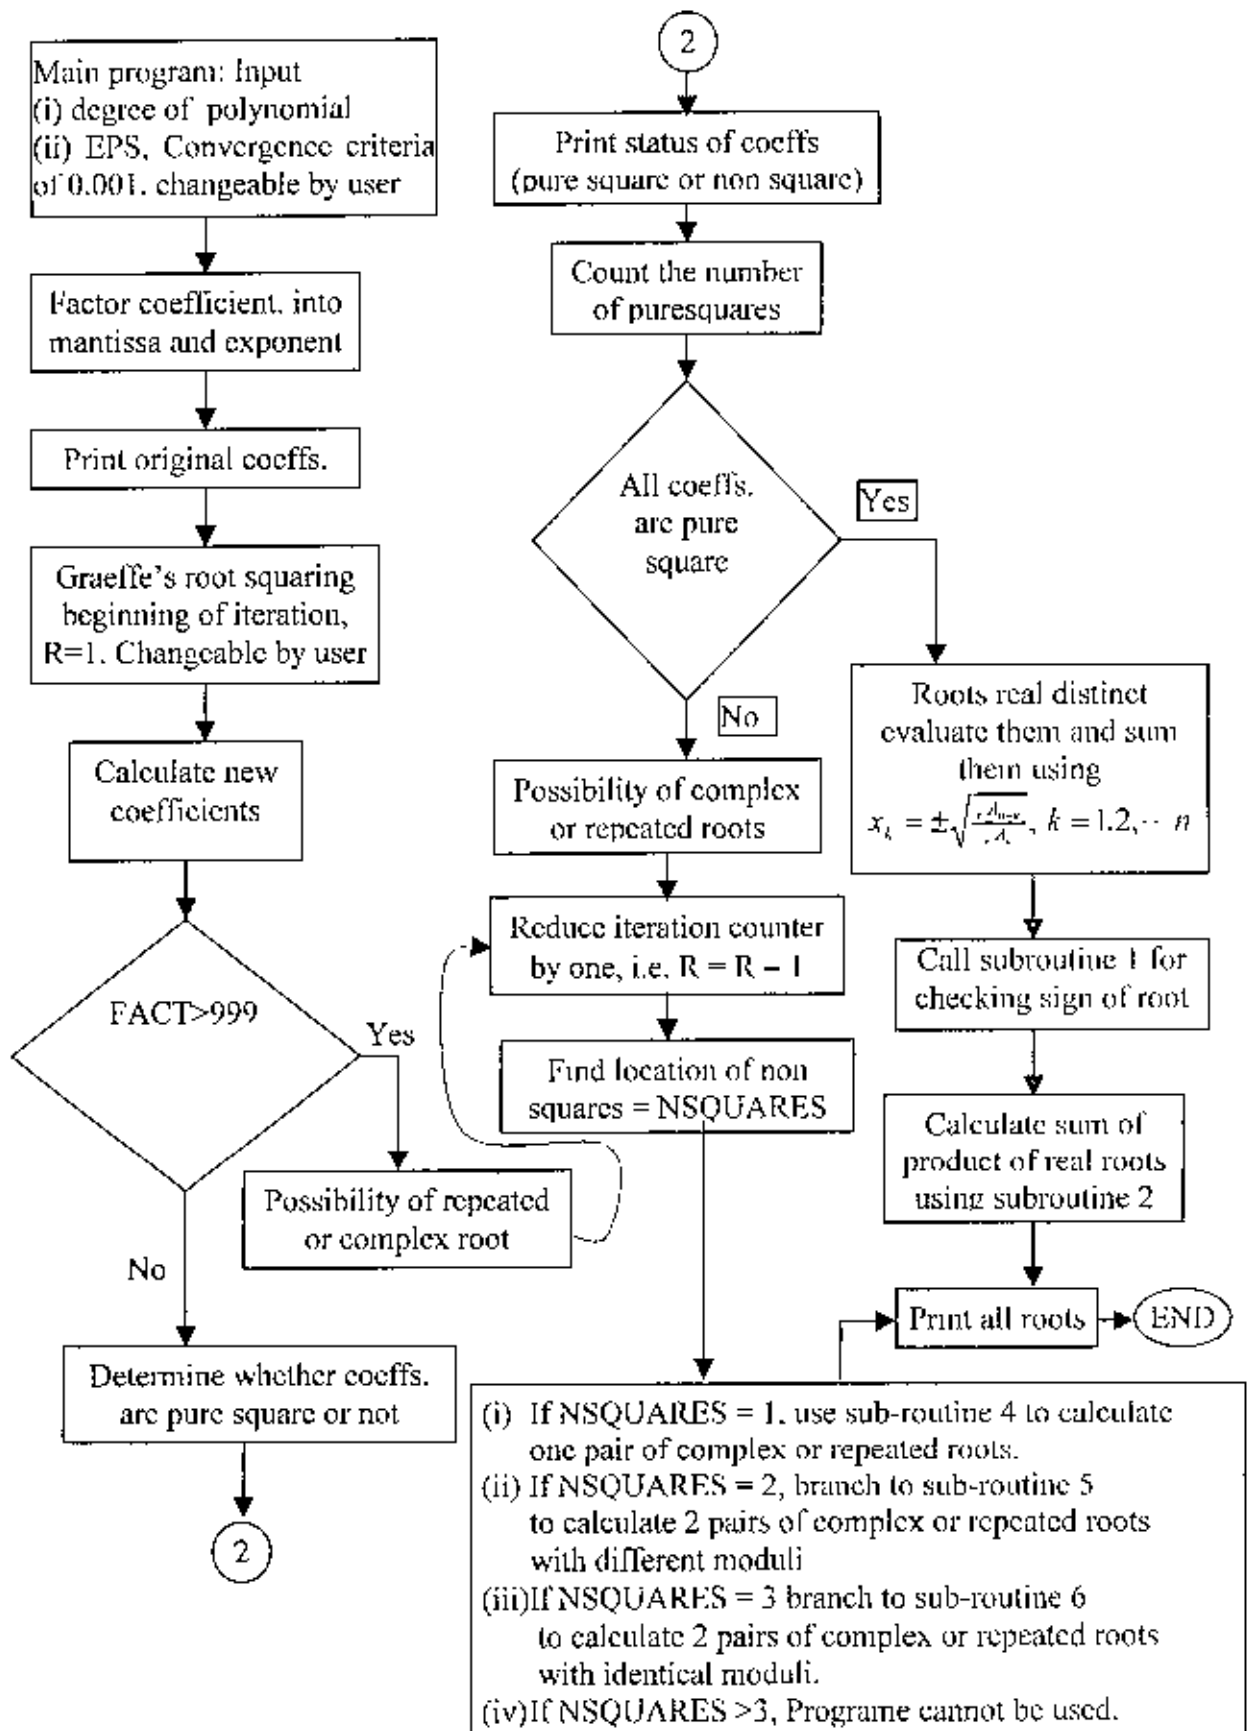 Main program: Input
(i) degree of polynomial
(ii) EPS, Convergence criteria
of 0.001. changeable by user
Factor coefficient. into
mantissa and exponent
Print original coeffs.
Graeffe's root squaring
beginning of iteration,
R=1. Changeable by user
Calculate new
coefficients
FACT>999
Yes
Possibility of repeated
or complex root
No
Determine whether coeffs.
are pure square or not
2
2
Print status of coeffs
(pure square or non square)
Count the number
of puresquares
All coeffs.
are pure
square
Yes
No
Possibility of complex
or repeated roots
Reduce iteration counter
by one, i.e. R = R – 1
Find location of non
squares = NSQUARES
Roots real distinct
evaluate them and sum
them using
k = 1.2, ·· n
Call subroutine 1 for
checking sign of root
Calculate sum of
product of real roots
using subroutine 2
Print all roots
END
(i) If NSQUARES = 1. use sub-routine 4 to calculate
one pair of complex or repeated roots.
(ii) If NSQUARES = 2, branch to sub-routine 5
to calculate 2 pairs of complex or repeated roots
with different moduli
(iii)If NSQUARES = 3 branch to sub-routine 6
to calculate 2 pairs of complex or repeated roots
with identical moduli.
(iv)If NSQUARES >3, Programe cannot be used.